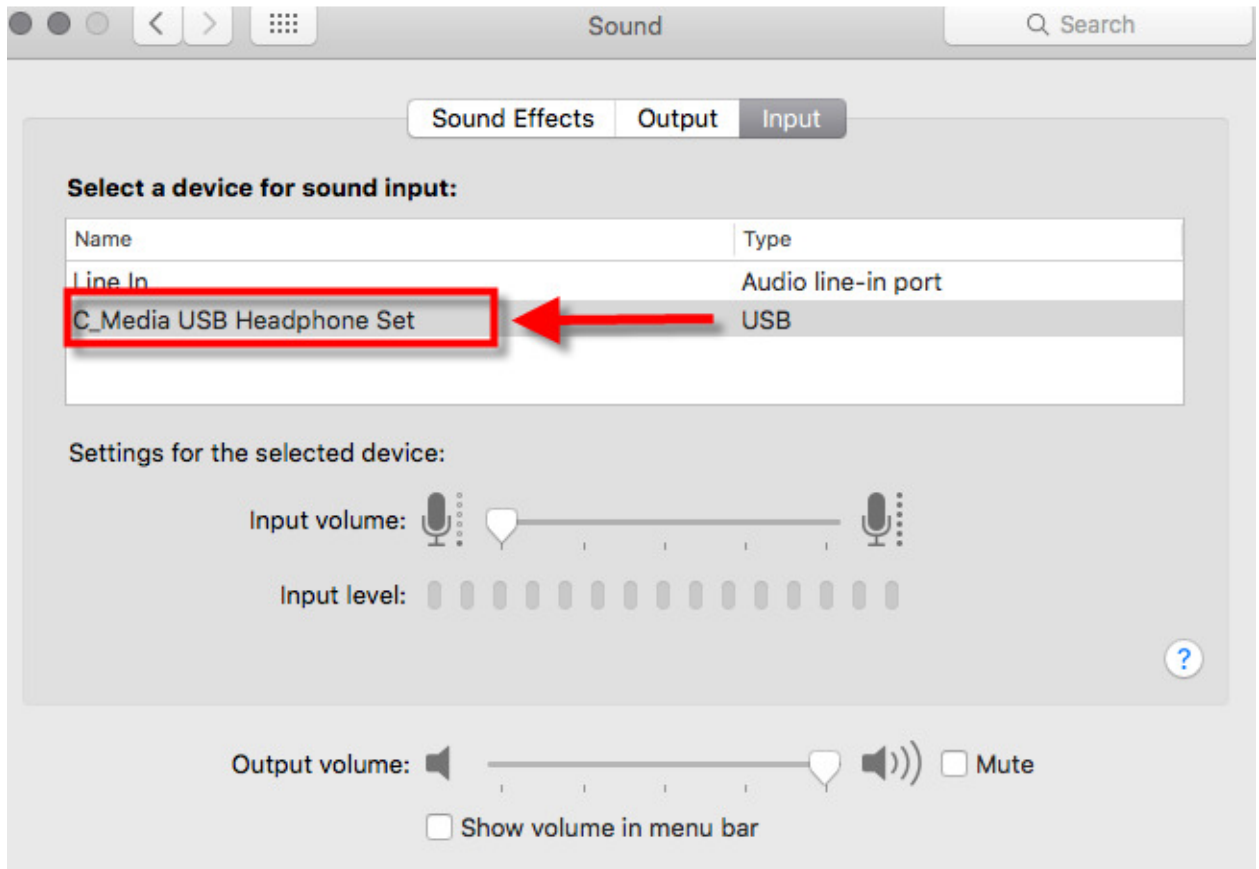 Sound
Search
Sound Effects Output Input
Select a device for sound input:
Name Type
Line In Audio line-in port
C_Media USB Headphone Set USB
Settings for the selected device:
Input volume:
Input level:
?
Output volume: Mute
Show volume in menu bar